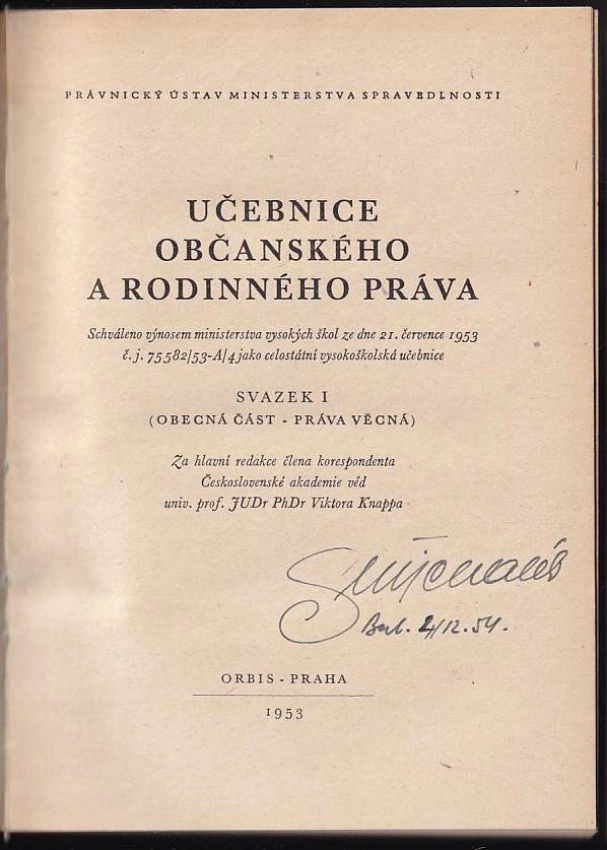 PRÁVNICKÝ ÚSTAV MINISTERSTVA SPRAVEDLNOSTI
UČEBNICE
OBČANSKÉHO
A RODINNÉHO PRÁVA
Schváleno výnosem ministerstva vysokých škol ze dne 21. července 1953
č. j. 75582/53-A/4 jako celostátní vysokoškolská učebnice
SVAZEK I
(OBECNÁ ČÁST - PRÁVA VĚCNÁ)
Za hlavní redakce člena korespondenta
Československé akademie věd
univ. prof. JUDr PhDr Viktora Knappa
12.54.
ORBIS - PRAHA
1953